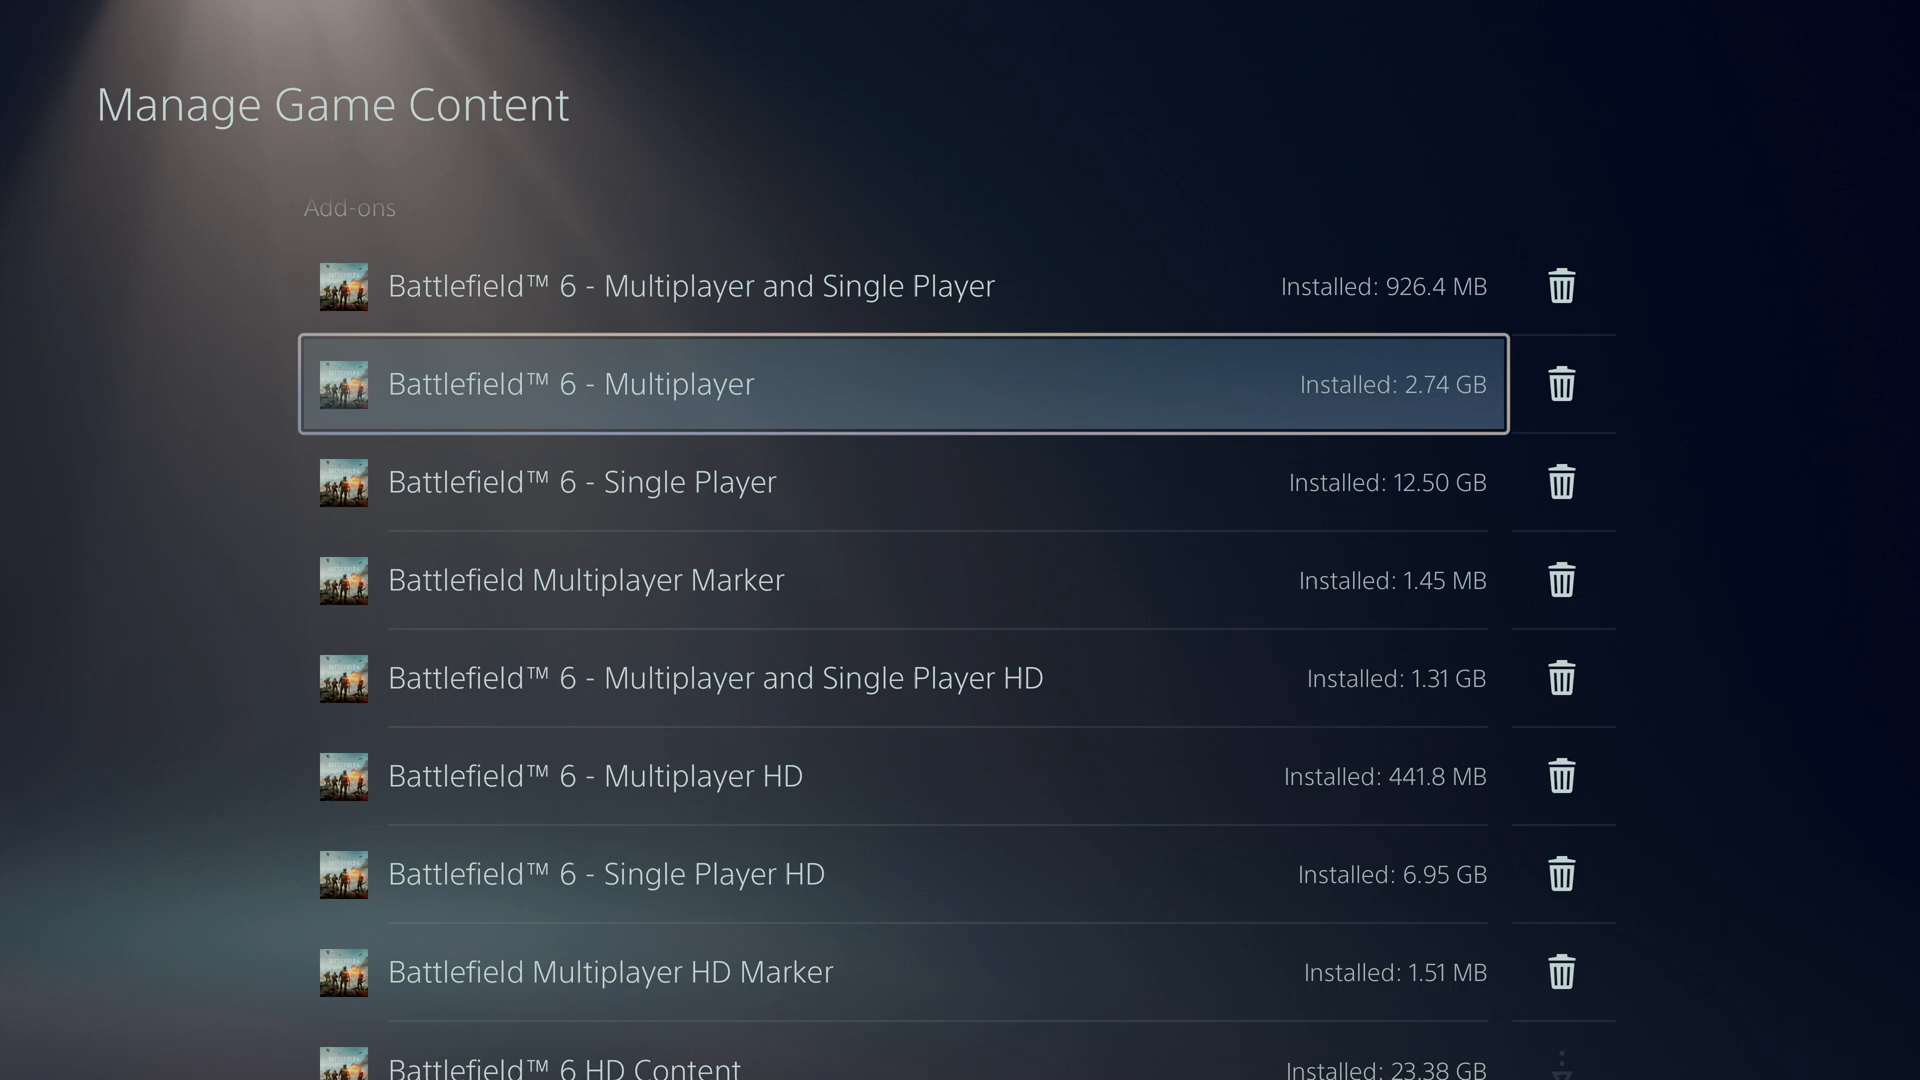 Manage Game Content
Add-ons
Battlefield™ 6 - Multiplayer and Single Player Installed: 926.4 MB
Battlefield™ 6 - Multiplayer Installed: 2.74 GB
Battlefield™ 6 - Single Player Installed: 12.50 GB
Battlefield Multiplayer Marker Installed: 1.45 MB
Battlefield™ 6 - Multiplayer and Single Player HD Installed: 1.31 GB
Battlefield™ 6 - Multiplayer HD Installed: 441.8 MB
Battlefield™ 6 - Single Player HD Installed: 6.95 GB
Battlefield Multiplayer HD Marker Installed: 1.51 MB
Battlefield™ 6 HD Content Installed: 23.38 GB